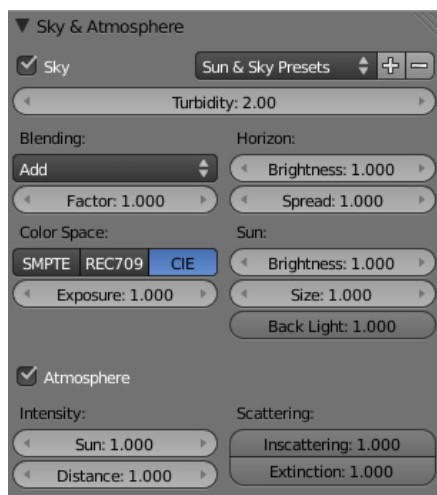 Sky & Atmosphere
Sky
Sun & Sky Presets
Turbidity: 2.00
Blending:
Horizon:
Add
Brightness: 1.000
Factor: 1.000
Spread: 1.000
Color Space:
Sun:
SMPTE REC709 CIE
Brightness: 1.000
Exposure: 1.000
Size: 1.000
Back Light: 1.000
Atmosphere
Intensity:
Scattering:
Sun: 1.000
Inscattering: 1.000
Distance: 1.000
Extinction: 1.000